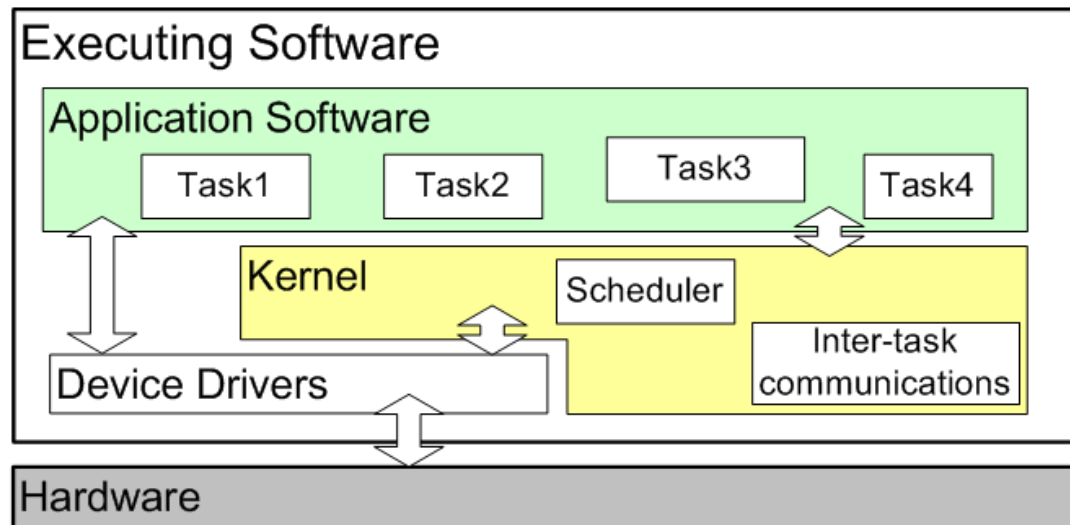 Executing Software
Application Software
Task1
Task2
Task3
Task4
Kernel
Scheduler
Inter-task
communications
Device Drivers
Hardware